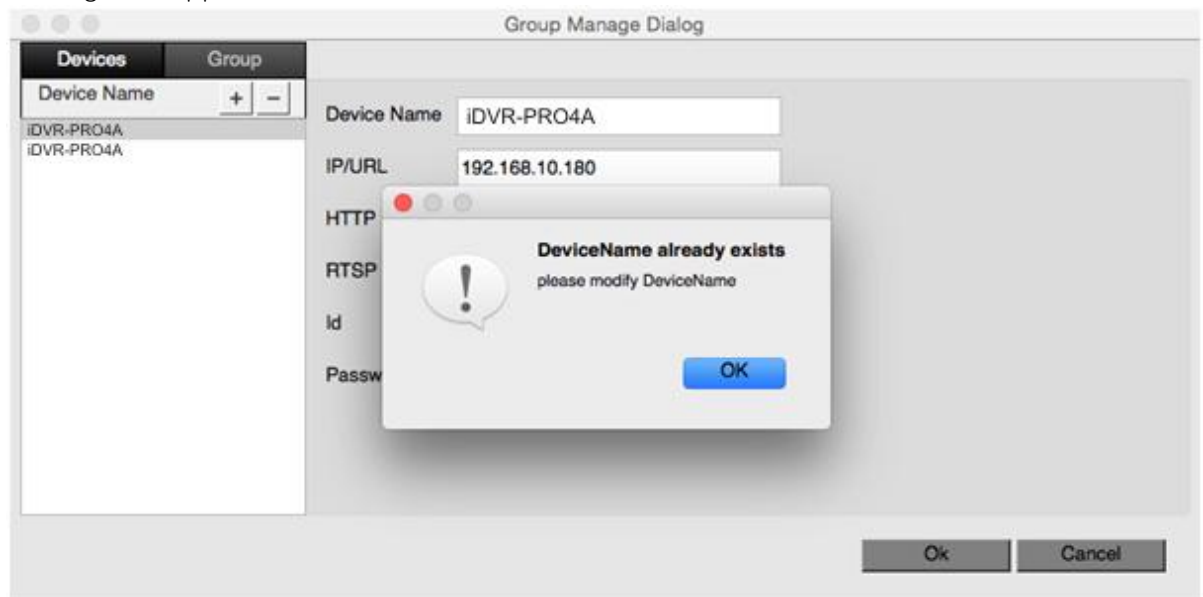 Group Manage Dialog
Devices Group
Device Name + −
iDVR-PRO4A
iDVR-PRO4A
Device Name iDVR-PRO4A
IP/URL 192.168.10.180
HTTP
RTSP
Id
Passw
DeviceName already exists
please modify DeviceName
OK
Ok Cancel